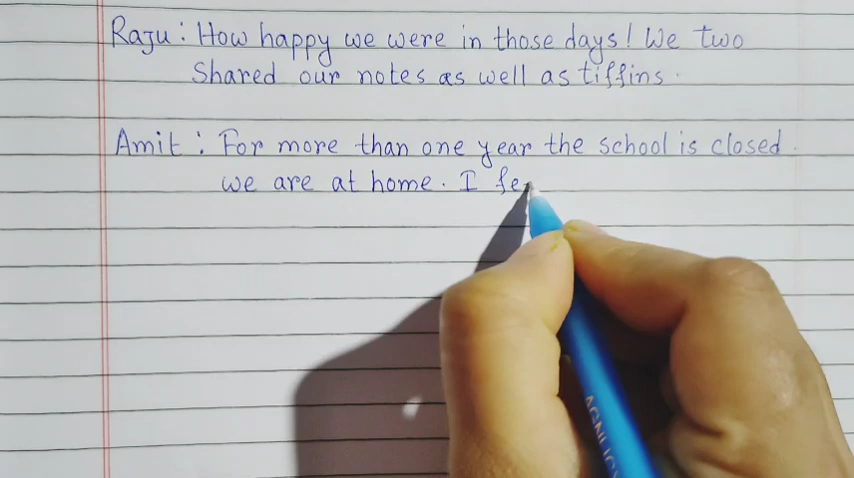 Raju : How happy we were in those days! We two
Shared our notes as well as tiffins.
Amit : For more than one year the school is closed.
we are at home. I fe